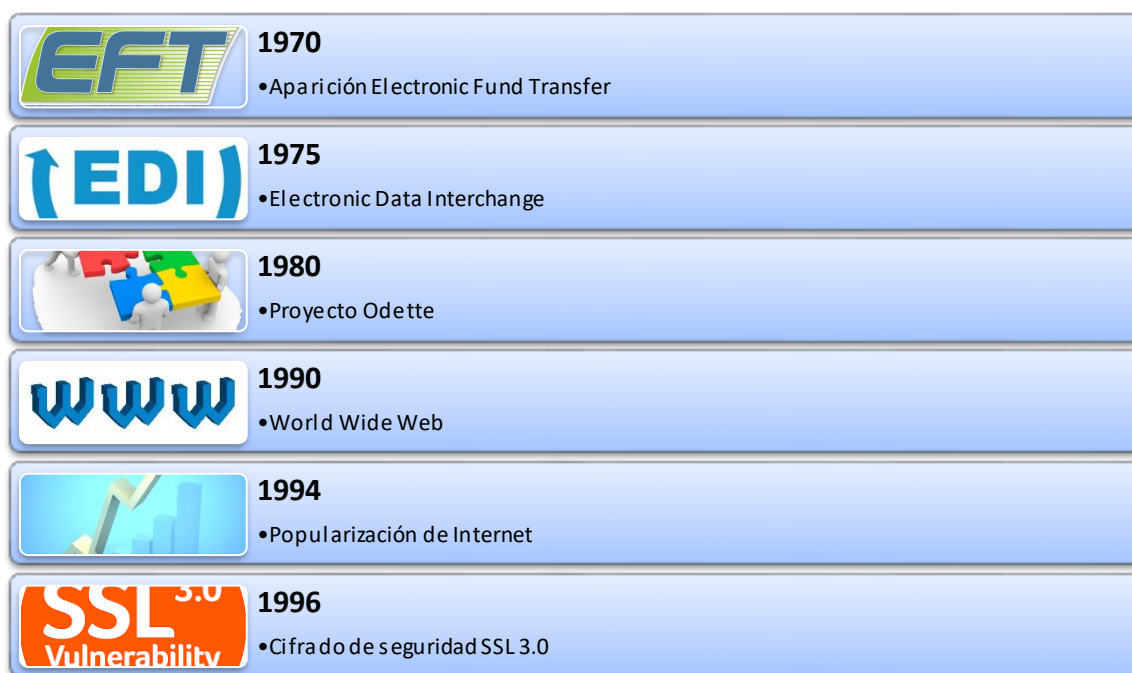 EFT
1970
•Aparición Electronic Fund Transfer
EDI
1975
•Electronic Data Interchange
1980
•Proyecto Odette
WWW
1990
•World Wide Web
1994
•Popularización de Internet
SSL 3.0
Vulnerability
1996
•Cifrado de seguridad SSL 3.0